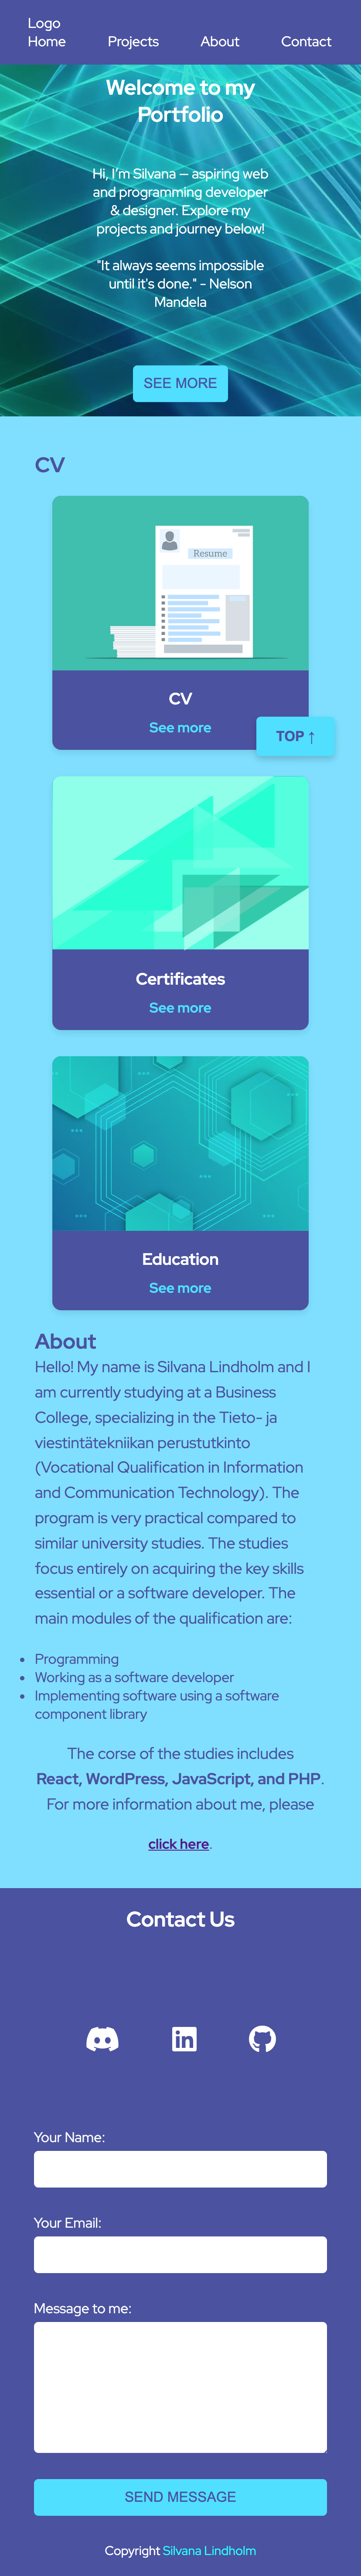 Logo
Home Projects About Contact
Welcome to my
Portfolio
Hi, I'm Silvana — aspiring web
and programming developer
& designer. Explore my
projects and journey below!
"It always seems impossible
until it's done." - Nelson
Mandela
SEE MORE
CV
Resume
CV
See more
TOP ↑
Certificates
See more
Education
See more
About
Hello! My name is Silvana Lindholm and I
am currently studying at a Business
College, specializing in the Tieto- ja
viestintätekniikan perustutkinto
(Vocational Qualification in Information
and Communication Technology). The
program is very practical compared to
similar university studies. The studies
focus entirely on acquiring the key skills
essential or a software developer. The
main modules of the qualification are:
• Programming
• Working as a software developer
• Implementing software using a software
component library
The corse of the studies includes
React, WordPress, JavaScript, and PHP.
For more information about me, please
click here.
Contact Us
Your Name:
Your Email:
Message to me:
SEND MESSAGE
Copyright Silvana Lindholm